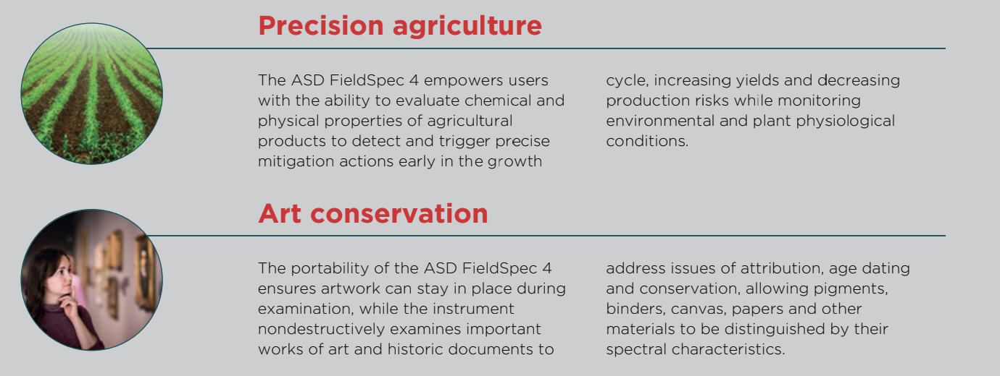 Precision agriculture
The ASD FieldSpec 4 empowers users
with the ability to evaluate chemical and
physical properties of agricultural
products to detect and trigger precise
mitigation actions early in the growth
cycle, increasing yields and decreasing
production risks while monitoring
environmental and plant physiological
conditions.
Art conservation
The portability of the ASD FieldSpec 4
ensures artwork can stay in place during
examination, while the instrument
nondestructively examines important
works of art and historic documents to
address issues of attribution, age dating
and conservation, allowing pigments,
binders, canvas, papers and other
materials to be distinguished by their
spectral characteristics.